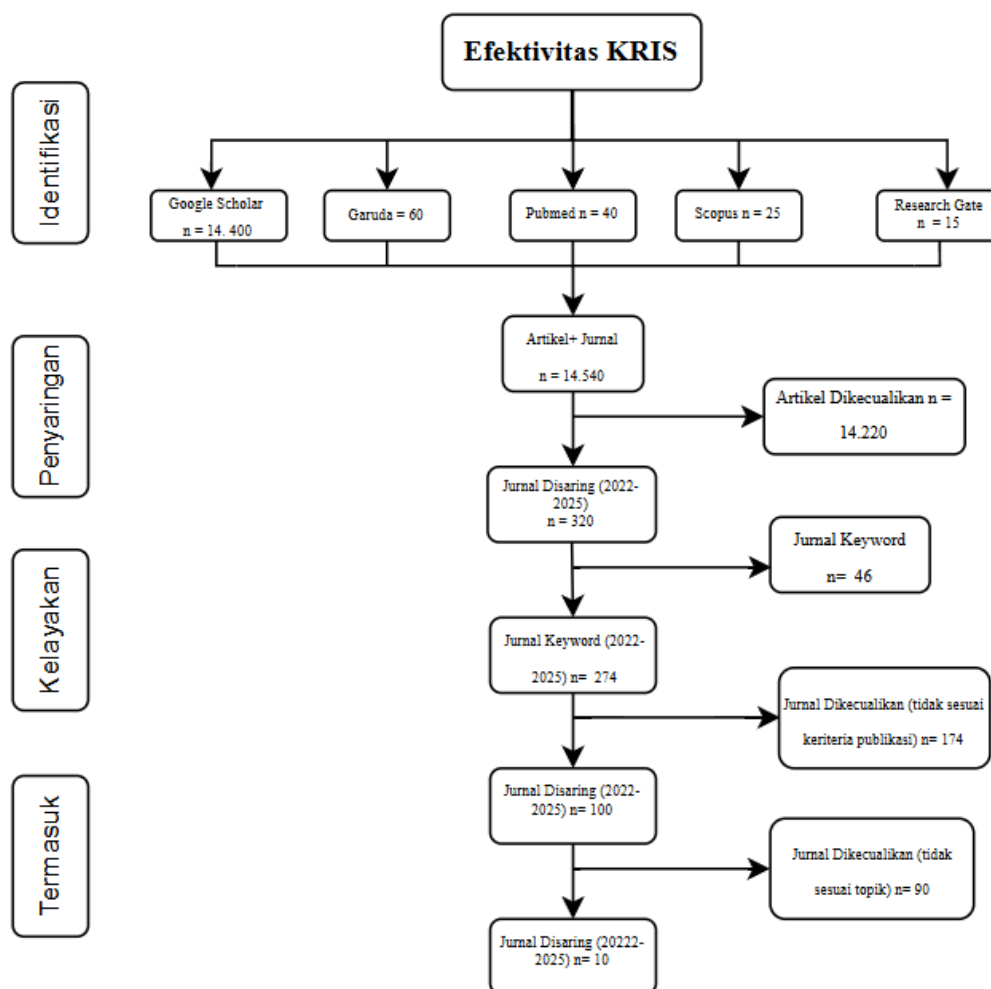 Efektivitas KRIS
Identifikasi
Google Scholar
n = 14. 400
Garuda = 60
Pubmed n = 40
Scopus n = 25
Research Gate
n = 15
Penyaringan
Artikel+ Jurnal
n = 14.540
Artikel Dikecualikan n =
14.220
Jurnal Disaring (2022-
2025)
n = 320
Kelayakan
Jurnal Keyword
n= 46
Jurnal Keyword (2022-
2025) n= 274
Jurnal Dikecualikan (tidak sesuai
keriteria publikasi) n= 174
Termasuk
Jurnal Disaring (2022-
2025) n= 100
Jurnal Dikecualikan (tidak
sesuai topik) n= 90
Jurnal Disaring (20222-
2025) n= 10